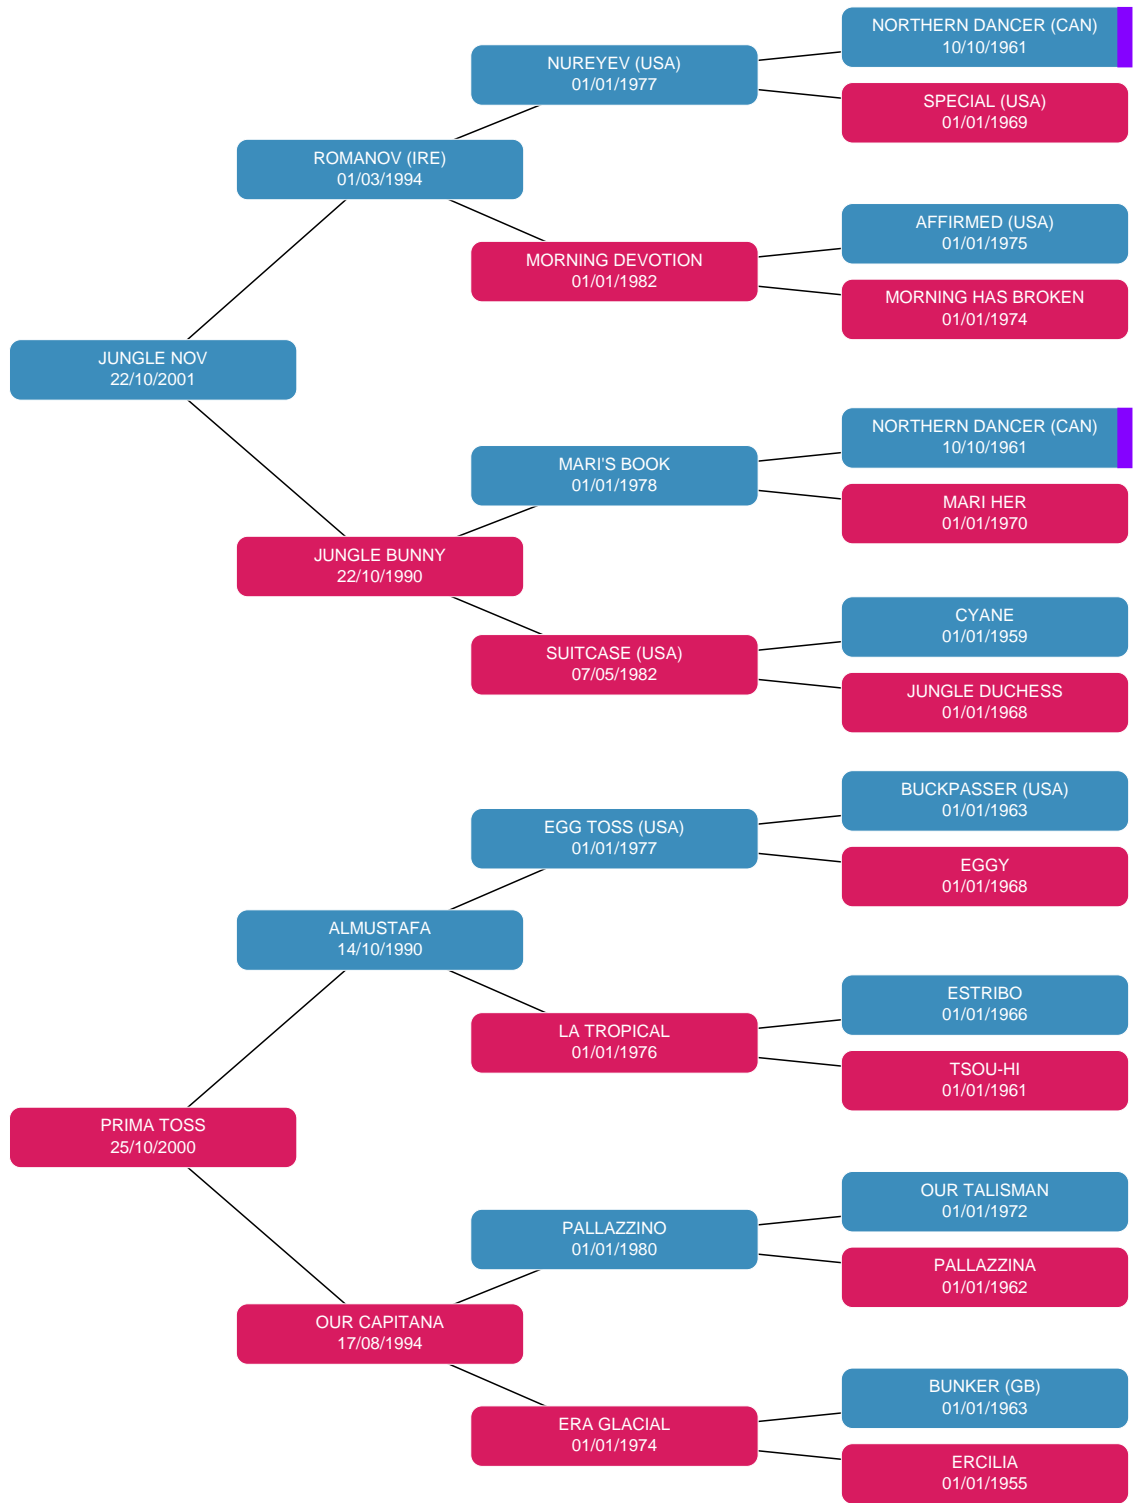 NORTHERN DANCER (CAN)
10/10/1961
NUREYEV (USA)
01/01/1977
SPECIAL (USA)
01/01/1969
ROMANOV (IRE)
01/03/1994
AFFIRMED (USA)
01/01/1975
MORNING DEVOTION
01/01/1982
MORNING HAS BROKEN
01/01/1974
JUNGLE NOV
22/10/2001
NORTHERN DANCER (CAN)
10/10/1961
MARI'S BOOK
01/01/1978
MARI HER
01/01/1970
JUNGLE BUNNY
22/10/1990
CYANE
01/01/1959
SUITCASE (USA)
07/05/1982
JUNGLE DUCHESS
01/01/1968
BUCKPASSER (USA)
01/01/1963
EGG TOSS (USA)
01/01/1977
EGGY
01/01/1968
ALMUSTAFA
14/10/1990
ESTRIBO
01/01/1966
LA TROPICAL
01/01/1976
TSOU-HI
01/01/1961
PRIMA TOSS
25/10/2000
OUR TALISMAN
01/01/1972
PALLAZZINO
01/01/1980
PALLAZZINA
01/01/1962
OUR CAPITANA
17/08/1994
BUNKER (GB)
01/01/1963
ERA GLACIAL
01/01/1974
ERCILIA
01/01/1955